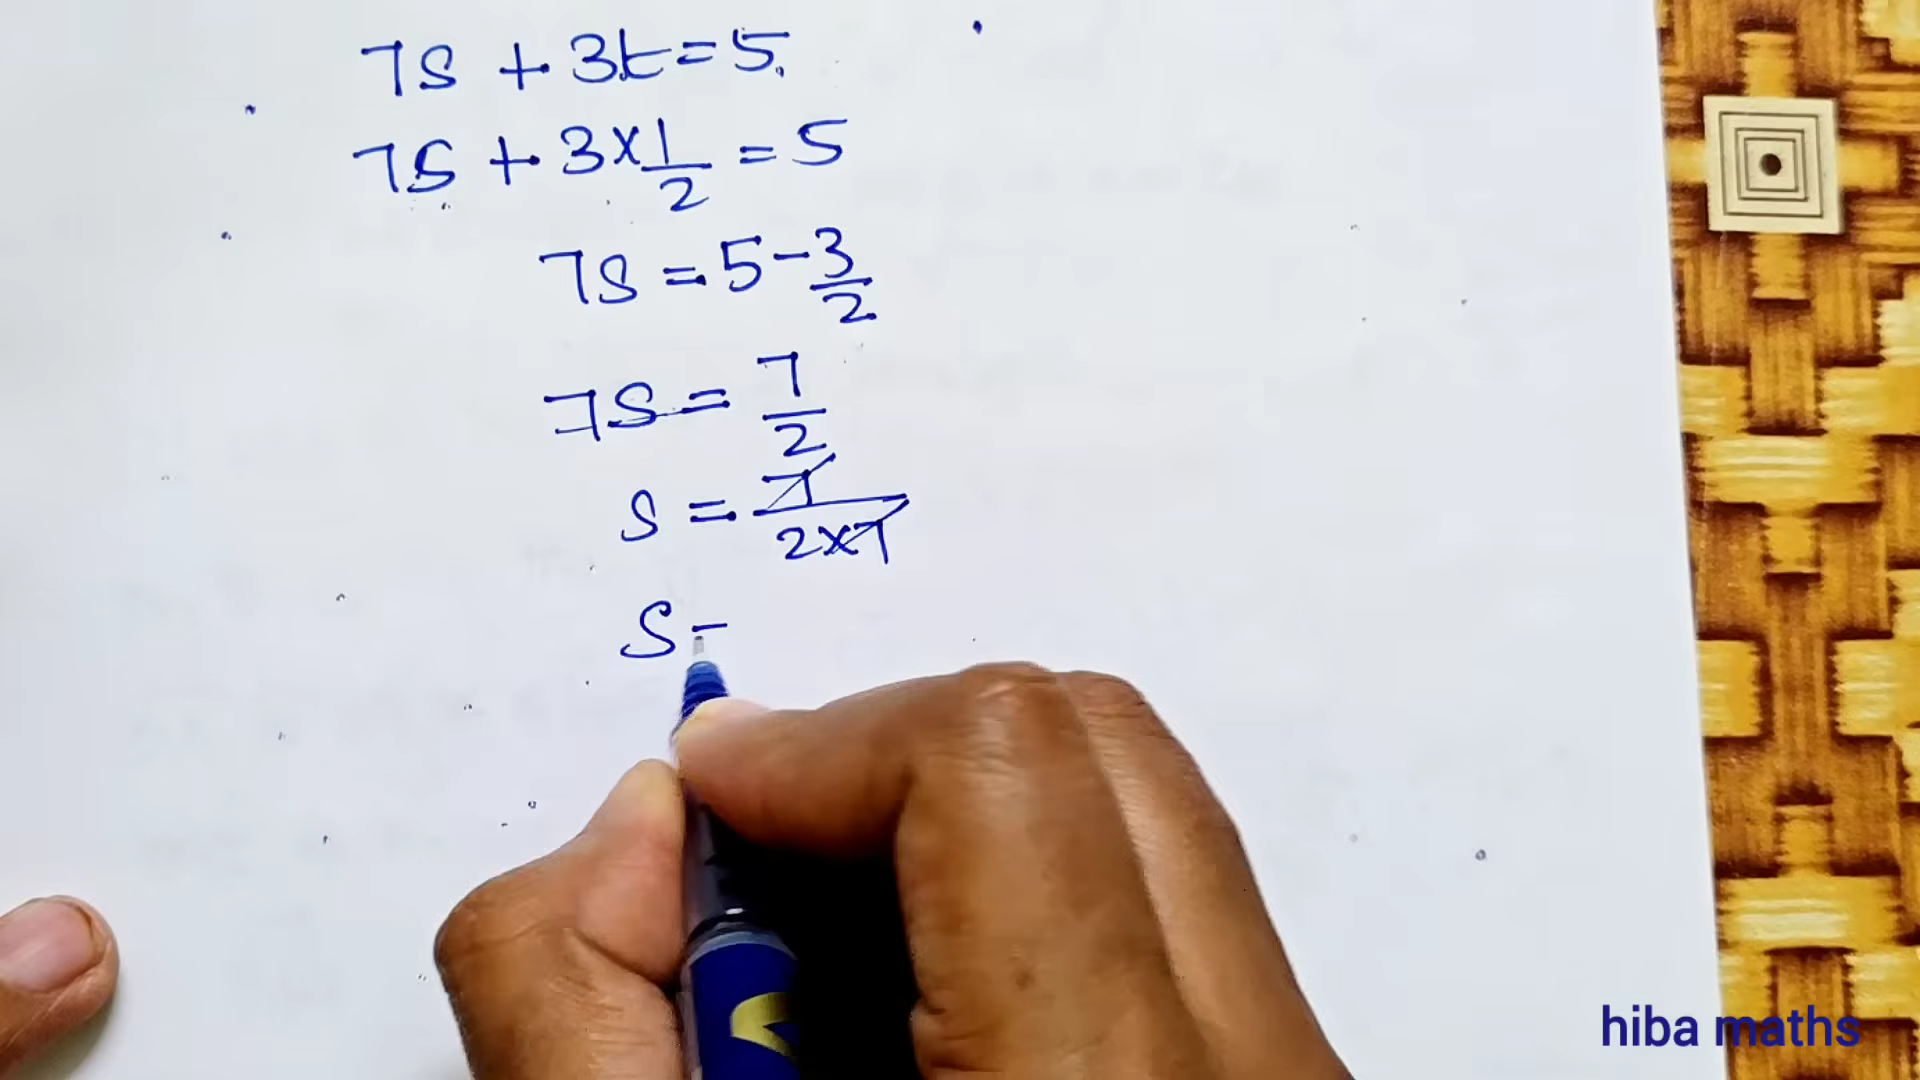 7s + 3t = 5.
7s + 3 × 1/2 = 5
7s = 5 - 3/2
7s = 7/2
s = 7/2×7
s =
hiba maths